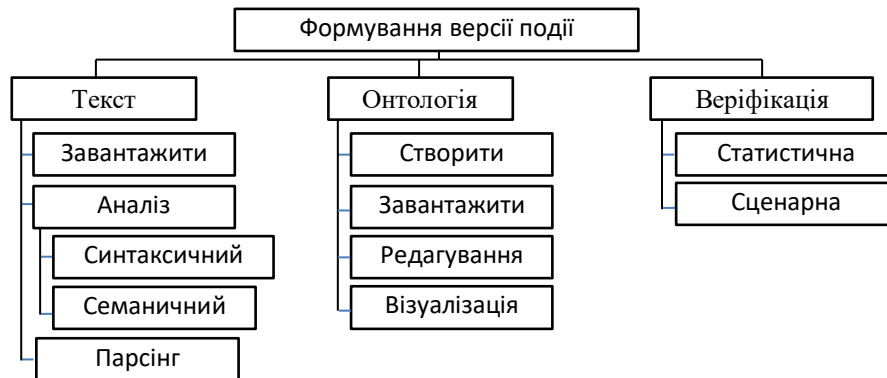 Формування версії події
Текст
Онтологія
Веріфікація
Завантажити
Створити
Статистична
Аналіз
Завантажити
Сценарна
Синтаксичний
Редагування
Семаничний
Візуалізація
Парсінг